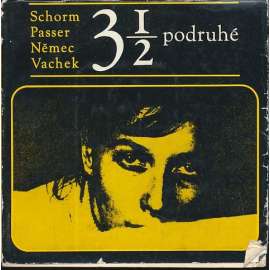 Schorm
Passer
Němec
Vachek
3 1/2 podruhé